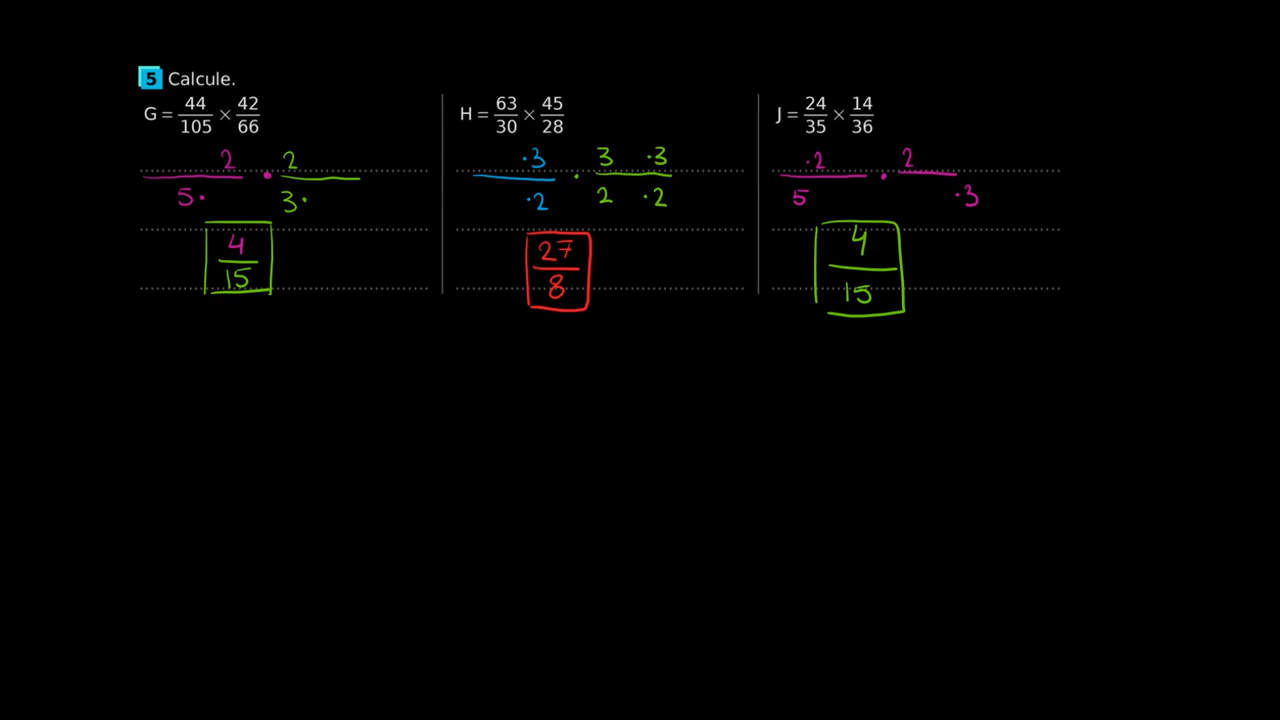 5 Calcule.
G = 44/105 × 42/66
2/5· · 2/3·
4/15
H = 63/30 × 45/28
·3/·2 · 3 ·3/2 ·2
27/8
J = 24/35 × 14/36
·2/5 · 2/·3
4/15